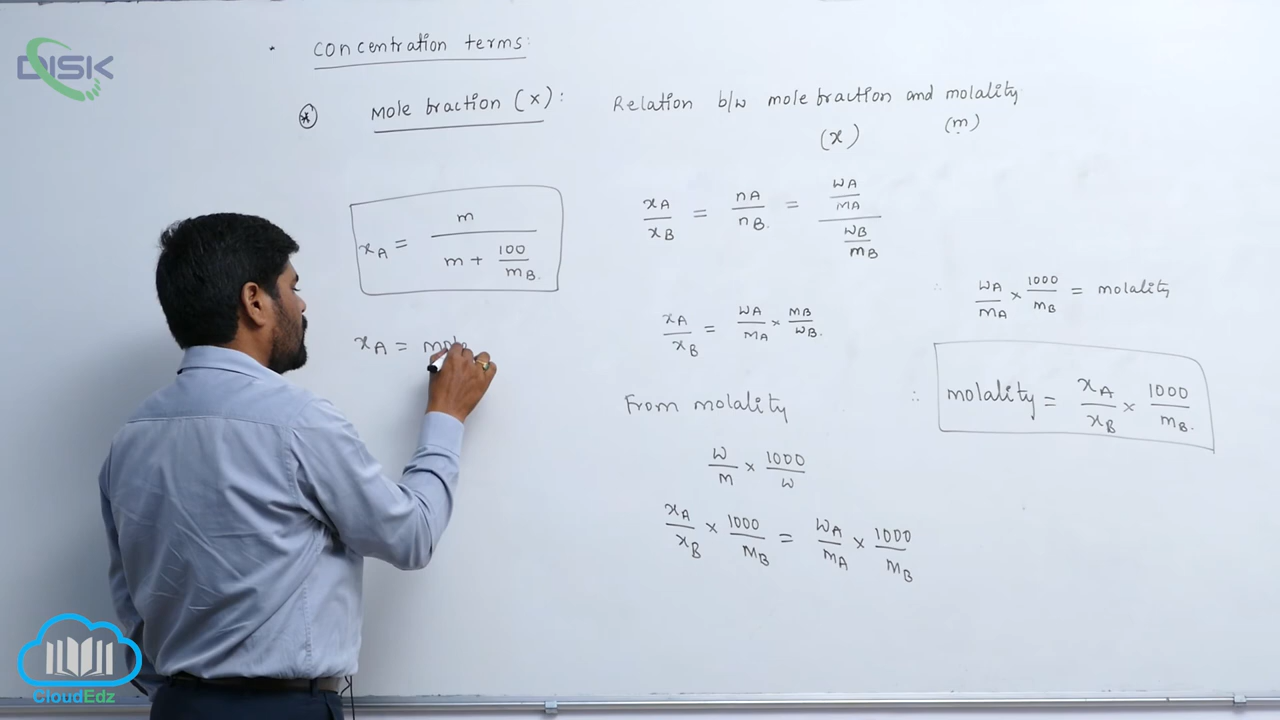 DISK
Concentration terms:
* Mole fraction (x):
xA = m / (m + 100/mB.)
xA = mole
Relation b/w mole fraction and molality
(x) (m)
xA/xB = nA/nB. = (wA/MA) / (wB/mB)
xA/xB = wA/MA × MB/wB.
From molality
W/m × 1000/w
xA/xB × 1000/MB = wA/mA × 1000/MB
∴ wA/MA × 1000/mB = molality
∴ molality = xA/xB × 1000/mB.
CloudEdz